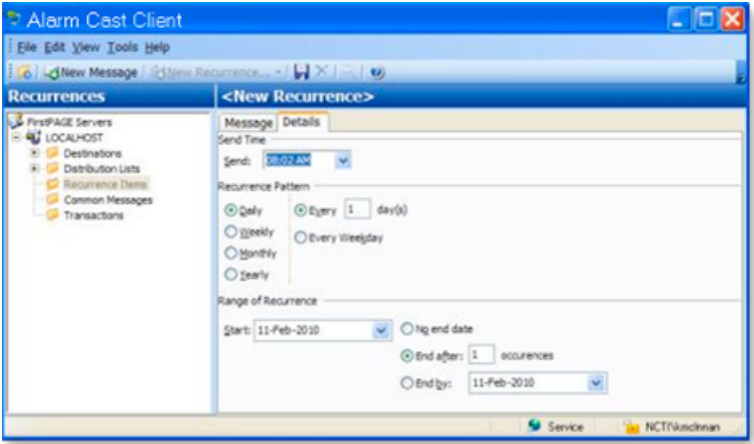 Alarm Cast Client
File Edit View Tools Help
New Message New Recurrence...
Recurrences <New Recurrence>
FirstPAGE Servers
LOCALHOST
Destinations
Distribution Lists
Recurrence Items
Common Messages
Transactions
Message Details
Send Time
Send: 08:02 AM
Recurrence Pattern
Daily Every 1 day(s)
Weekly Every Weekday
Monthly
Yearly
Range of Recurrence
Start: 11-Feb-2010 No end date
End after: 1 occurences
End by: 11-Feb-2010
Service NCTI\kmclnnan